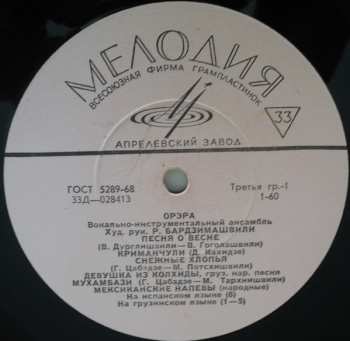 МЕЛОДИЯ
ВСЕСОЮЗНАЯ ФИРМА ГРАМПЛАСТИНОК
33
АПРЕЛЕВСКИЙ ЗАВОД
ГОСТ 5289-68
33Д—028413
Третья гр.-1
1-60
ОРЭРА
Вокально-инструментальный ансамбль
Худ. рук. Р. БАРДЗИМАШВИЛИ
ПЕСНЯ О ВЕСНЕ
(В. Дурглишвили—В. Гоголашвили)
КРИМАНЧУЛИ (Д. Кахидзе)
СНЕЖНЫЕ ХЛОПЬЯ
(Г. Цабадзе—М. Поцхишвили)
ДЕВУШКА ИЗ КОЛХИДЫ, груз. нар. песня
МУХАМБАЗИ (Г. Цабадзе—М. Тархнишвили)
МЕКСИКАНСКИЕ НАПЕВЫ (народные)
На испанском языке (6)
На грузинском языке (1—5)